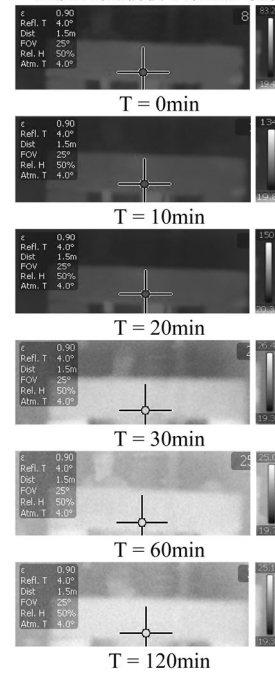 ε 0.90
Refl. T 4.0°
Dist 1.5m
FOV 25°
Rel. H 50%
Atm. T 4.0°
8
T = 0min
ε 0.90
Refl. T 4.0°
Dist 1.5m
FOV 25°
Rel. H 50%
Atm. T 4.0°
134
19.8
T = 10min
ε 0.90
Refl. T 4.0°
Dist 1.5m
FOV 25°
Rel. H 50%
Atm. T 4.0°
150
T = 20min
ε 0.90
Refl. T 4.0°
Dist 1.5m
FOV 25°
Rel. H 50%
Atm. T 4.0°
T = 30min
ε 0.90
Refl. T 4.0°
Dist 1.5m
FOV 25°
Rel. H 50%
Atm. T 4.0°
T = 60min
ε 0.90
Refl. T 4.0°
Dist 1.5m
FOV 25°
Rel. H 50%
Atm. T 4.0°
T = 120min